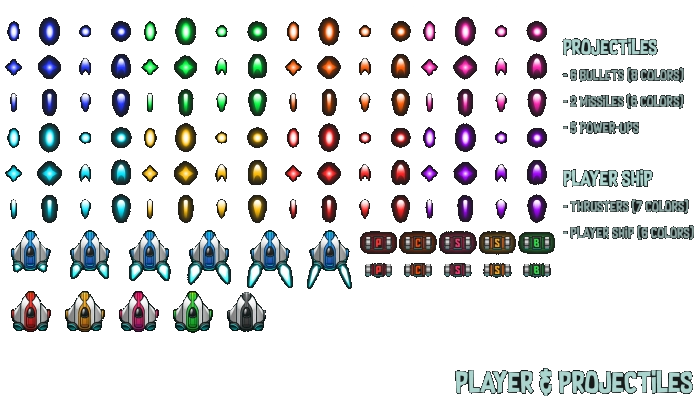 PROJECTILES
- 6 BULLETS (8 COLORS)
- 2 MISSILES (8 COLORS)
- 5 POWER-UPS
PLAYER SHIP
- THRUSTERS (7 COLORS)
- PLAYER SHIP (6 COLORS)
P C S S B
P C S S B
PLAYER & PROJECTILES